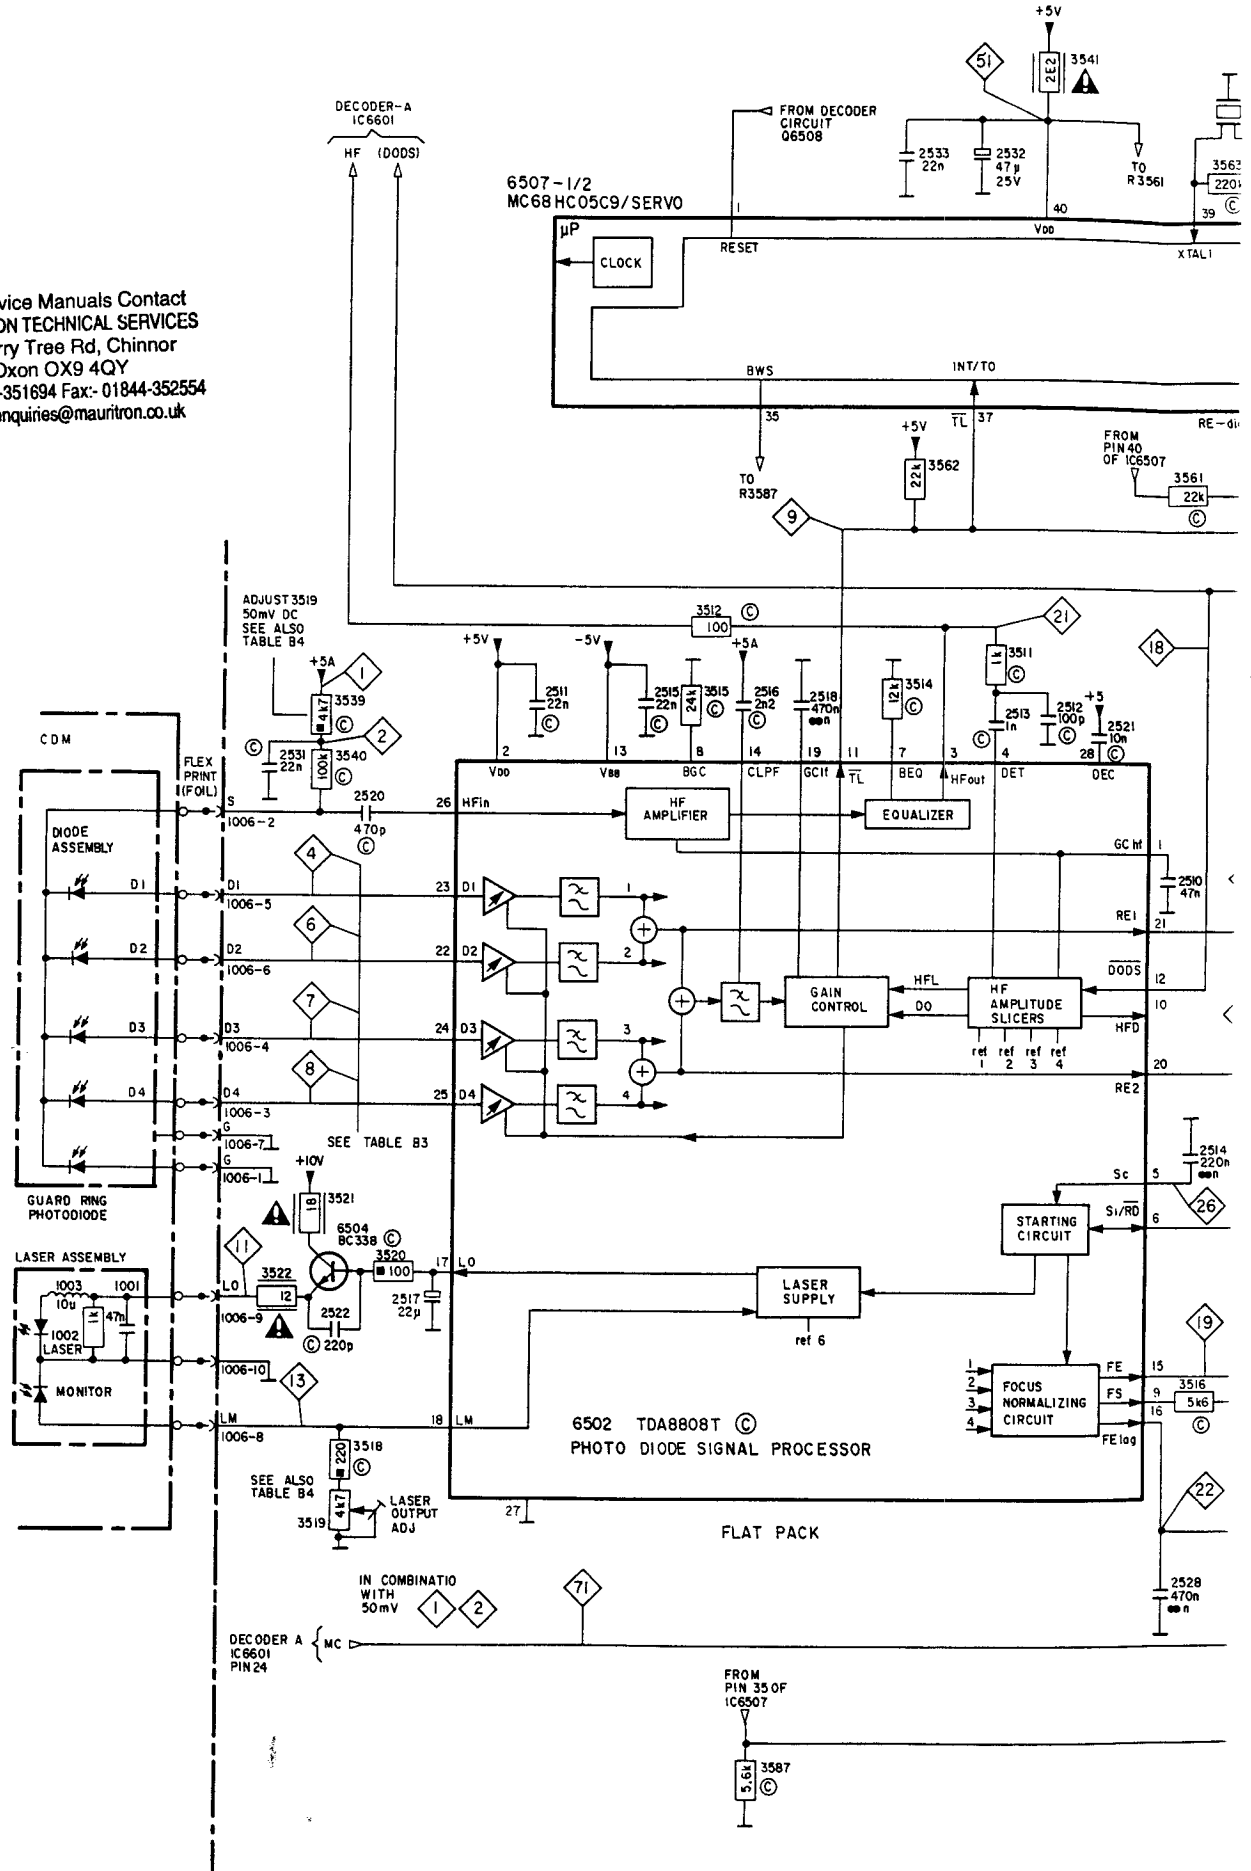 +5V
51
2E2
3541
DECODER-A
IC6601
HF (DODS)
FROM DECODER
CIRCUIT
Q6508
2533
22n
2532
47µ
25V
TO
R3561
3563
220k
©
6507-1/2
MC68HC05C9/SERVO
1
40
39
µP
RESET
VDD
XTAL1
CLOCK
vice Manuals Contact
ON TECHNICAL SERVICES
rry Tree Rd, Chinnor
Oxon OX9 4QY
-351694 Fax:- 01844-352554
enquiries@mauritron.co.uk
BWS
INT/TO
35
TL 37
RE-di
+5V
22k
3562
TO
R3587
FROM
PIN 40
OF IC6507
3561
22k
©
9
ADJUST 3519
50mV DC
SEE ALSO
TABLE B4
3512 ©
100
21
18
+5V
-5V
+5A
+5A
1
3539
4k7
©
2
2511
22n
©
2515
22n
©
24k
3515
2516
2n2
©
2518
470n
12k
3514
©
1k
3511
©
2513
1n
©
2512
100p
©
+5
2521
10n
©
CDM
FLEX
PRINT
(FOIL)
©
2531
22n
100k
3540
©
2520
470p
©
2
VDD
13
VBB
8
BGC
14
CLPF
19
GClf
11
TL
7
BEQ
3
HFout
4
DET
28
DEC
S
1006-2
26 HFin
HF
AMPLIFIER
EQUALIZER
DIODE
ASSEMBLY
GC hf 1
2510
47n
D1
D1
1006-5
4
23 D1
1
RE1
21
D2
D2
1006-6
6
22 D2
2
DODS
12
GAIN
CONTROL
HFL
DO
HF
AMPLITUDE
SLICERS
10
HFD
ref
1
ref
2
ref
3
ref
4
D3
D3
1006-4
7
24 D3
3
20
RE2
D4
D4
1006-3
8
25 D4
4
G
1006-7
G
1006-1
SEE TABLE B3
GUARD RING
PHOTODIODE
+10V
18
3521
6504
BC338 ©
3520
100
17 LO
2517
22µ
Sc 5
2514
220n
26
Si/RD
6
STARTING
CIRCUIT
LASER ASSEMBLY
1003
10µ
1001
47n
1k
1002
LASER
MONITOR
LO
1006-9
11
3522
12
2522
© 220p
LASER
SUPPLY
ref 6
1006-10
13
LM
1006-8
18 LM
19
1
2
3
4
FOCUS
NORMALIZING
CIRCUIT
FE 15
FS 9
16
FElag
3516
5k6
©
6502 TDA8808T ©
PHOTO DIODE SIGNAL PROCESSOR
220
3518
©
SEE ALSO
TABLE B4
3519
4k7
LASER
OUTPUT
ADJ
27
FLAT PACK
22
2528
470n
IN COMBINATIO
WITH
50mV
1
2
71
DECODER A
IC6601
PIN 24
MC
FROM
PIN 35 OF
IC6507
5.6k
3587
©